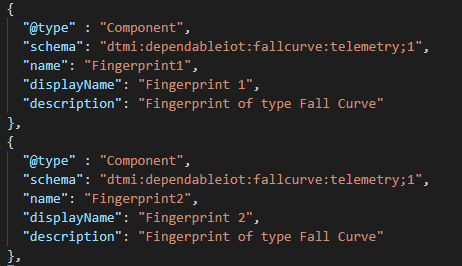 {
"@type" : "Component",
"schema": "dtmi:dependableiot:fallcurve:telemetry;1",
"name": "Fingerprint1",
"displayName": "Fingerprint 1",
"description": "Fingerprint of type Fall Curve"
},
{
"@type" : "Component",
"schema": "dtmi:dependableiot:fallcurve:telemetry;1",
"name": "Fingerprint2",
"displayName": "Fingerprint 2",
"description": "Fingerprint of type Fall Curve"
},